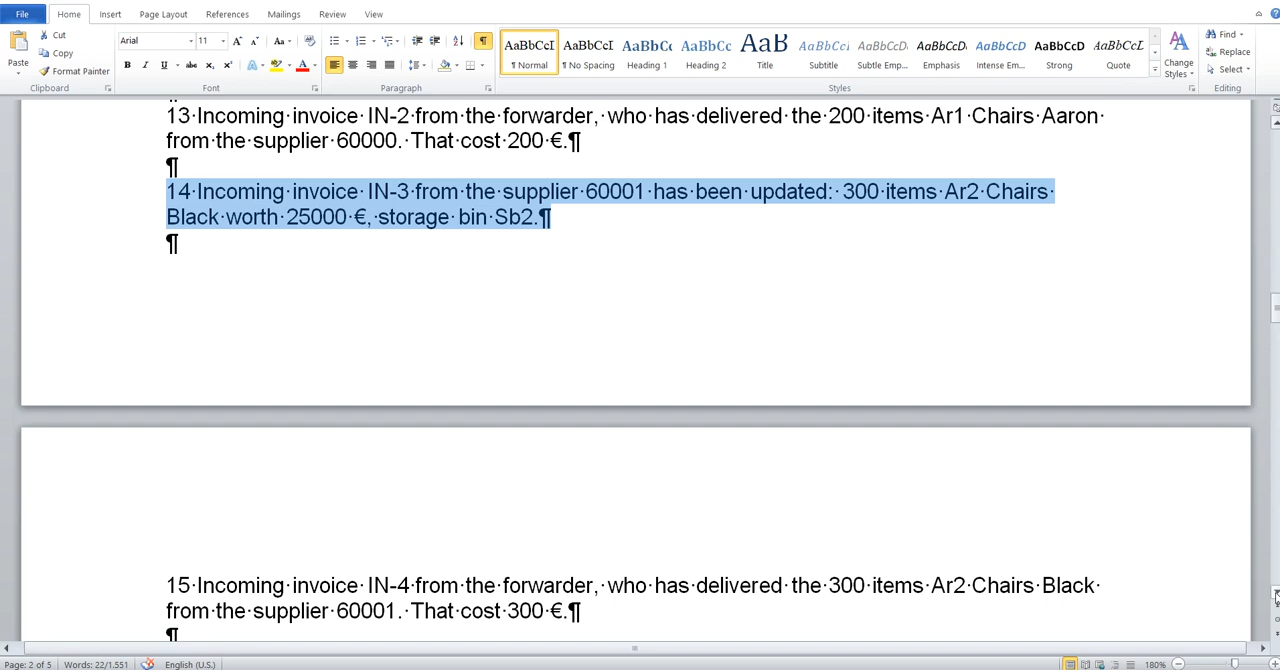 File Home Insert Page Layout References Mailings Review View
Cut
Copy
Format Painter
Paste
Arial 11
AaBbCcI AaBbCcI AaBbCc AaBbCc AaB AaBbCcI AaBbCcD AaBbCcD AaBbCcD AaBbCcD AaBbCcL
¶ Normal ¶ No Spacing Heading 1 Heading 2 Title Subtitle Subtle Emp... Emphasis Intense Em... Strong Quote
Change
Styles
Find
Replace
Select
Clipboard Font Paragraph Styles Editing
13 Incoming invoice IN-2 from the forwarder, who has delivered the 200 items Ar1 Chairs Aaron
from the supplier 60000. That cost 200 €.¶
¶
14 Incoming invoice IN-3 from the supplier 60001 has been updated: 300 items Ar2 Chairs
Black worth 25000 €, storage bin Sb2.¶
¶
15 Incoming invoice IN-4 from the forwarder, who has delivered the 300 items Ar2 Chairs Black
from the supplier 60001. That cost 300 €.¶
¶
Page: 2 of 5 Words: 22/1.551 English (U.S.) 180%